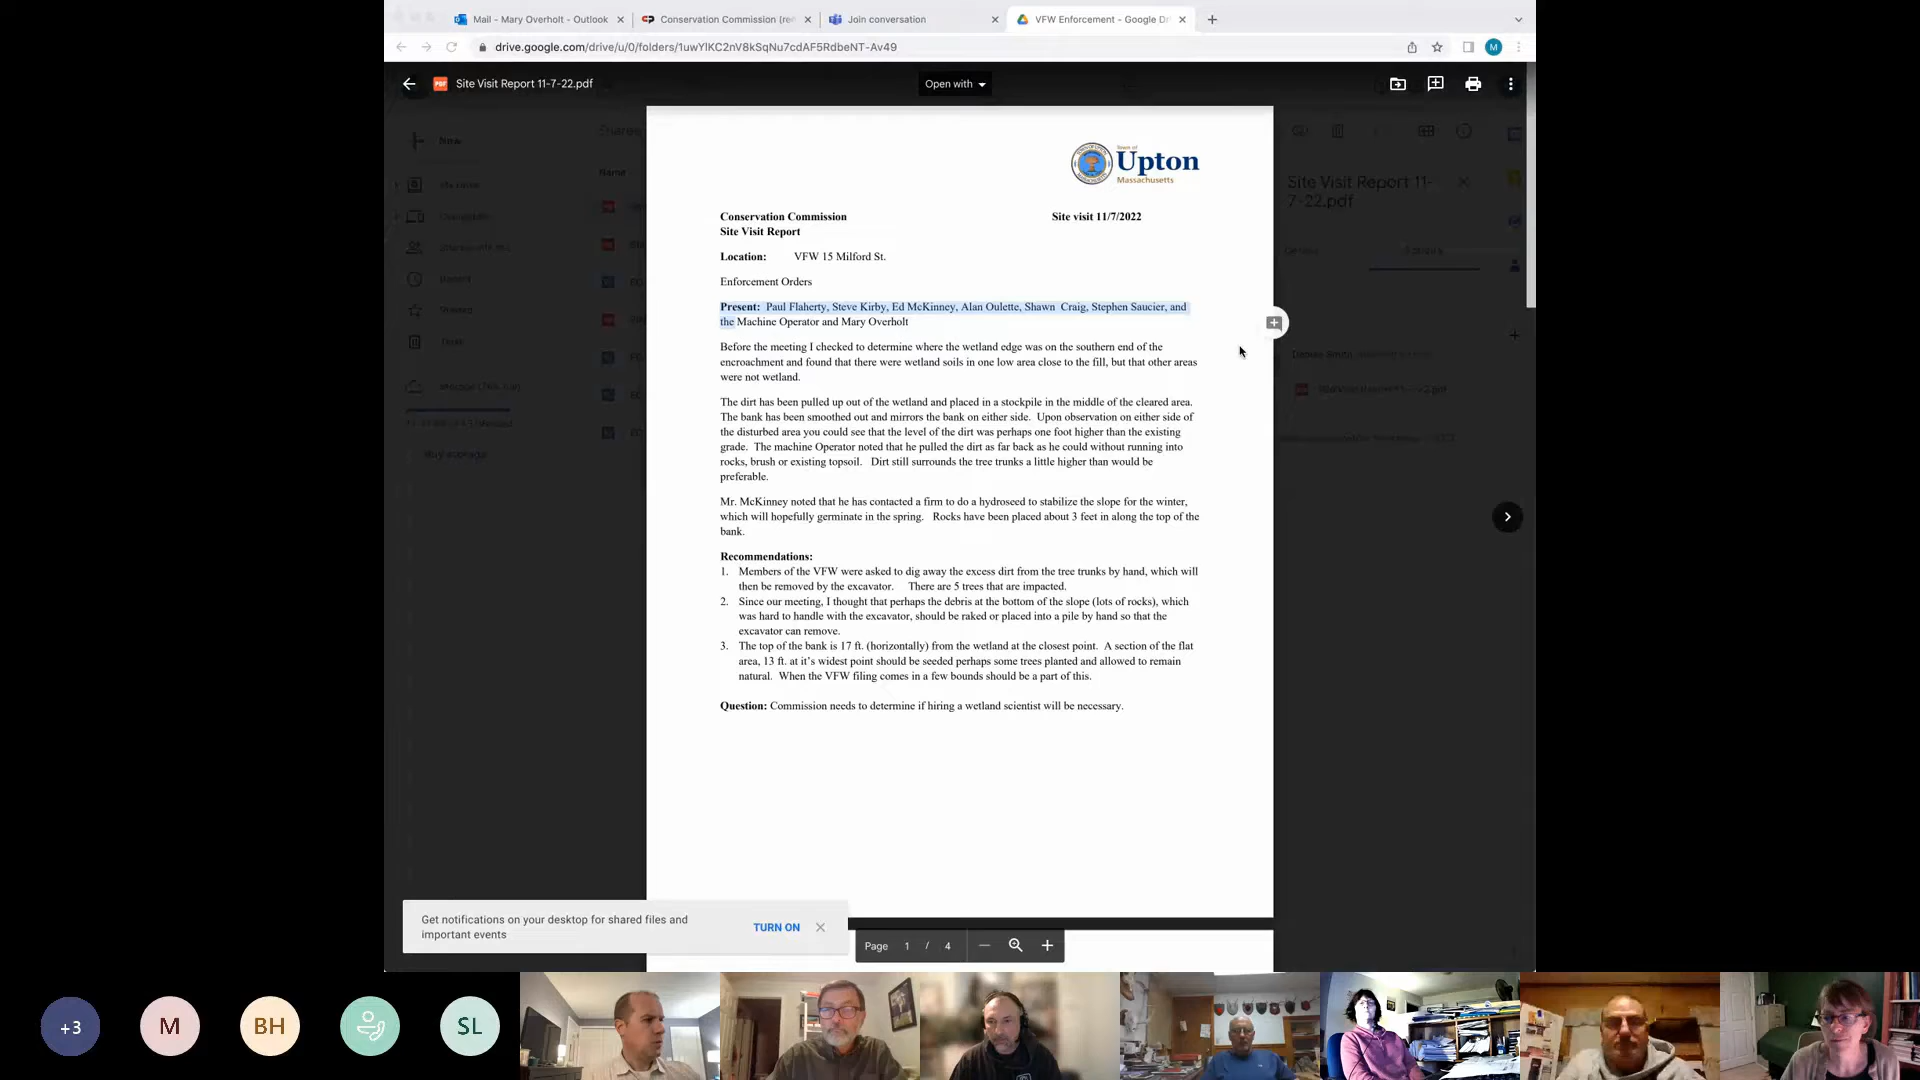 Mail - Mary Overholt - Outlook
Conservation Commission (re
Join conversation
VFW Enforcement - Google Dr
drive.google.com/drive/u/0/folders/1uwYlKC2nV8kSqNu7cdAF5RdbeNT-Av49
M
PDF
Site Visit Report 11-7-22.pdf
Open with
New
Name
Site Visit Report 11-
7-22.pdf
Recent
Buy storage
Town of
Upton
Massachusetts
Conservation Commission
Site visit 11/7/2022
Site Visit Report
Location: VFW 15 Milford St.
Enforcement Orders
Present: Paul Flaherty, Steve Kirby, Ed McKinney, Alan Oulette, Shawn Craig, Stephen Saucier, and
the Machine Operator and Mary Overholt
Before the meeting I checked to determine where the wetland edge was on the southern end of the
encroachment and found that there were wetland soils in one low area close to the fill, but that other areas
were not wetland.
The dirt has been pulled up out of the wetland and placed in a stockpile in the middle of the cleared area.
The bank has been smoothed out and mirrors the bank on either side. Upon observation on either side of
the disturbed area you could see that the level of the dirt was perhaps one foot higher than the existing
grade. The machine Operator noted that he pulled the dirt as far back as he could without running into
rocks, brush or existing topsoil. Dirt still surrounds the tree trunks a little higher than would be
preferable.
Mr. McKinney noted that he has contacted a firm to do a hydroseed to stabilize the slope for the winter,
which will hopefully germinate in the spring. Rocks have been placed about 3 feet in along the top of the
bank.
Recommendations:
1. Members of the VFW were asked to dig away the excess dirt from the tree trunks by hand, which will
then be removed by the excavator. There are 5 trees that are impacted.
2. Since our meeting, I thought that perhaps the debris at the bottom of the slope (lots of rocks), which
was hard to handle with the excavator, should be raked or placed into a pile by hand so that the
excavator can remove.
3. The top of the bank is 17 ft. (horizontally) from the wetland at the closest point. A section of the flat
area, 13 ft. at it's widest point should be seeded perhaps some trees planted and allowed to remain
natural. When the VFW filing comes in a few bounds should be a part of this.
Question: Commission needs to determine if hiring a wetland scientist will be necessary.
Get notifications on your desktop for shared files and
important events
TURN ON
Page 1 / 4
+3
M
BH
SL